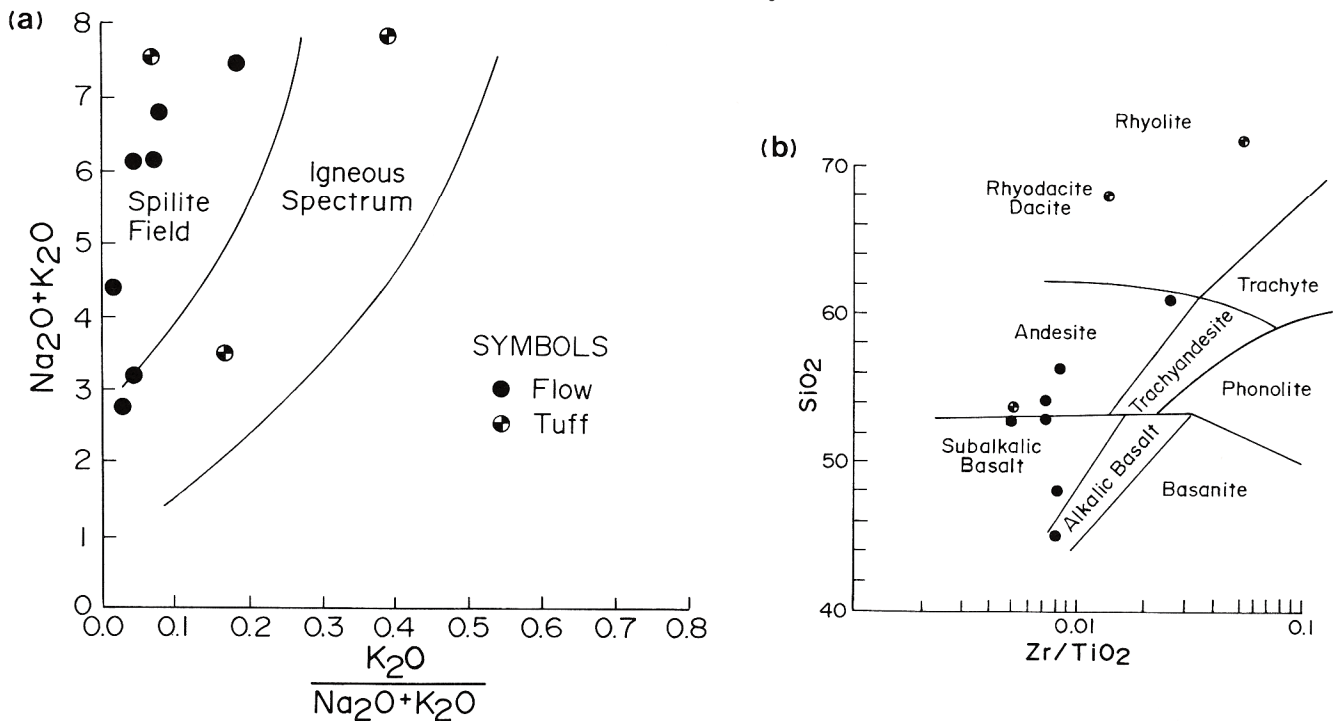 (a)
8
7
6
5
4
3
2
1
0
Na2O+K2O
Spilite
Field
Igneous
Spectrum
SYMBOLS
Flow
Tuff
0.0 0.1 0.2 0.3 0.4 0.5 0.6 0.7 0.8
K2O
Na2O+K2O
(b)
70
60
50
40
SiO2
Rhyolite
Rhyodacite
Dacite
Trachyte
Andesite
Trachyandesite
Phonolite
Subalkalic
Basalt
Alkalic Basalt
Basanite
0.01 0.1
Zr/TiO2